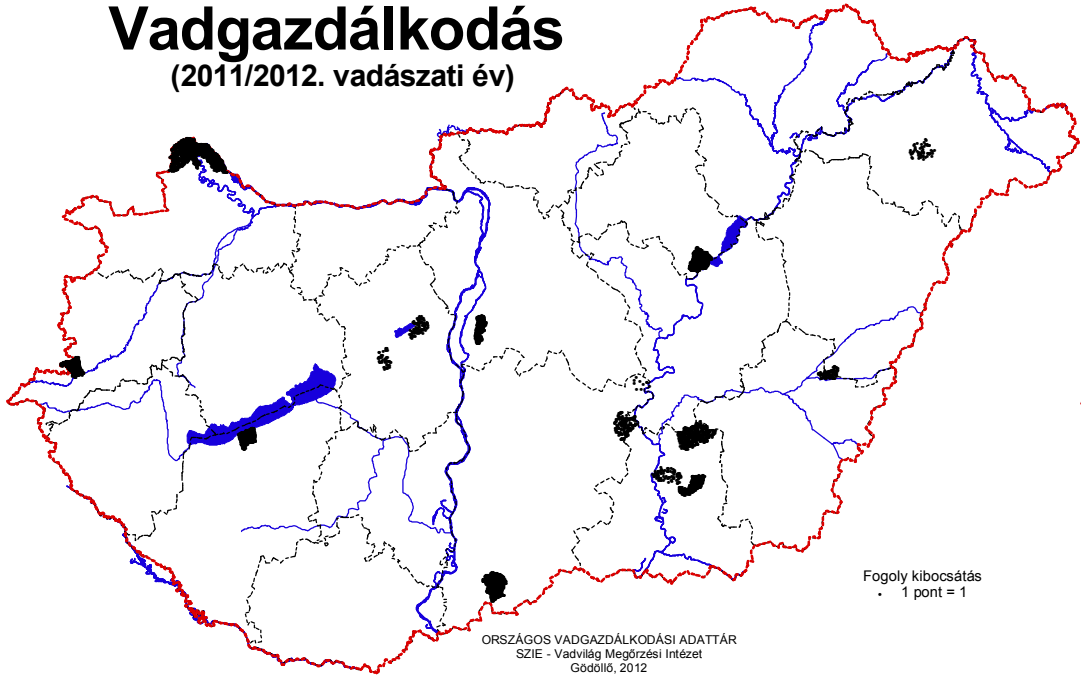 Vadgazdálkodás
(2011/2012. vadászati év)
Fogoly kibocsátás
. 1 pont = 1
ORSZÁGOS VADGAZDÁLKODÁSI ADATTÁR
SZIE - Vadvilág Megőrzési Intézet
Gödöllő, 2012